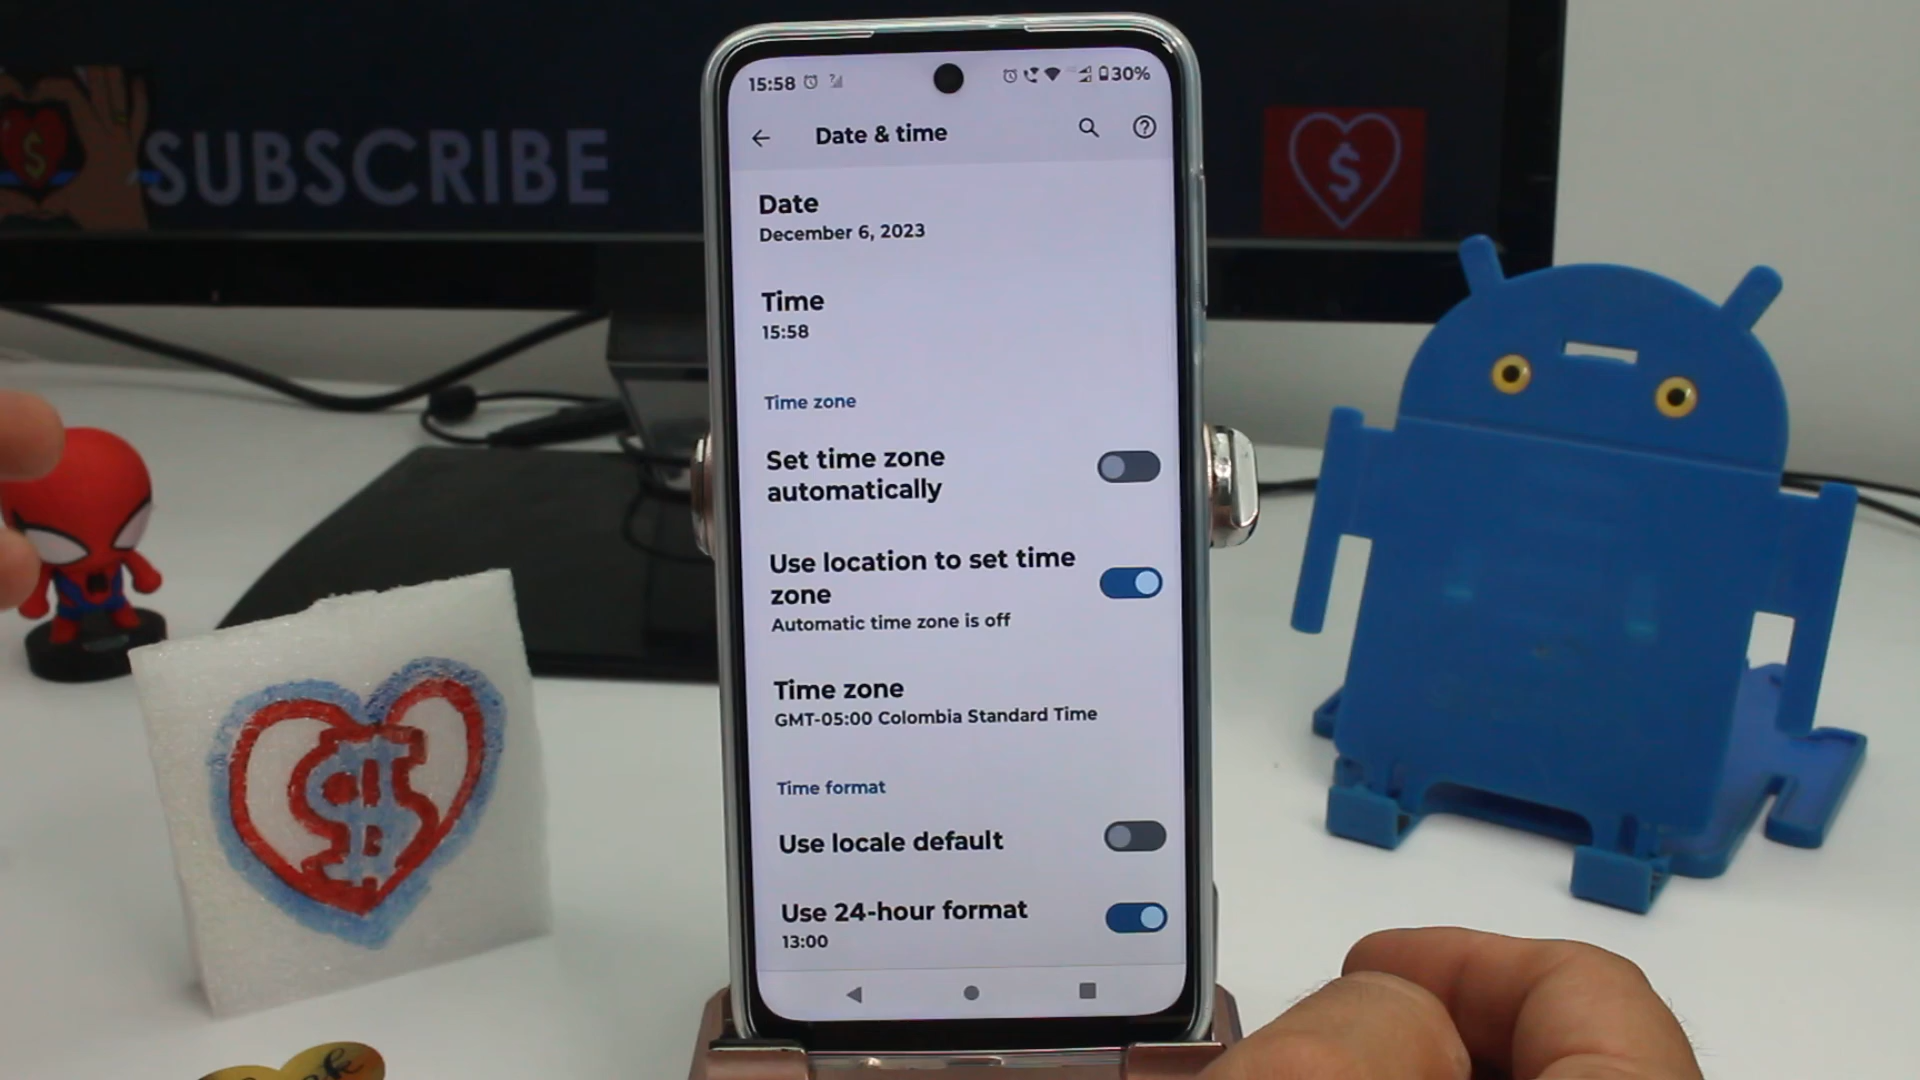 SUBSCRIBE
$
$
15:58
30%
Date & time
Date
December 6, 2023
Time
15:58
Time zone
Set time zone
automatically
Use location to set time
zone
Automatic time zone is off
Time zone
GMT-05:00 Colombia Standard Time
Time format
Use locale default
Use 24-hour format
13:00
$